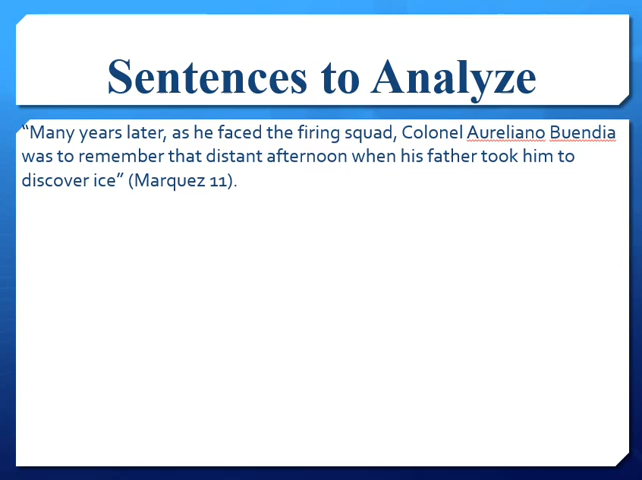 Sentences to Analyze
“Many years later, as he faced the firing squad, Colonel Aureliano Buendia
was to remember that distant afternoon when his father took him to
discover ice” (Marquez 11).